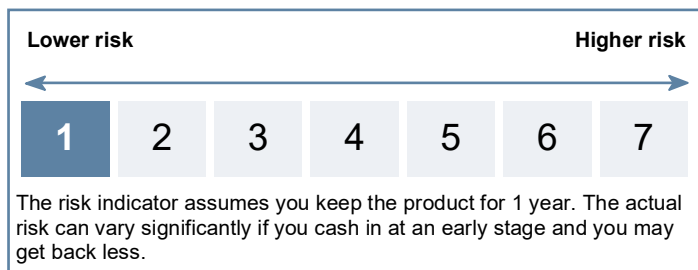 Lower risk Higher risk
1 2 3 4 5 6 7
The risk indicator assumes you keep the product for 1 year. The actual
risk can vary significantly if you cash in at an early stage and you may
get back less.